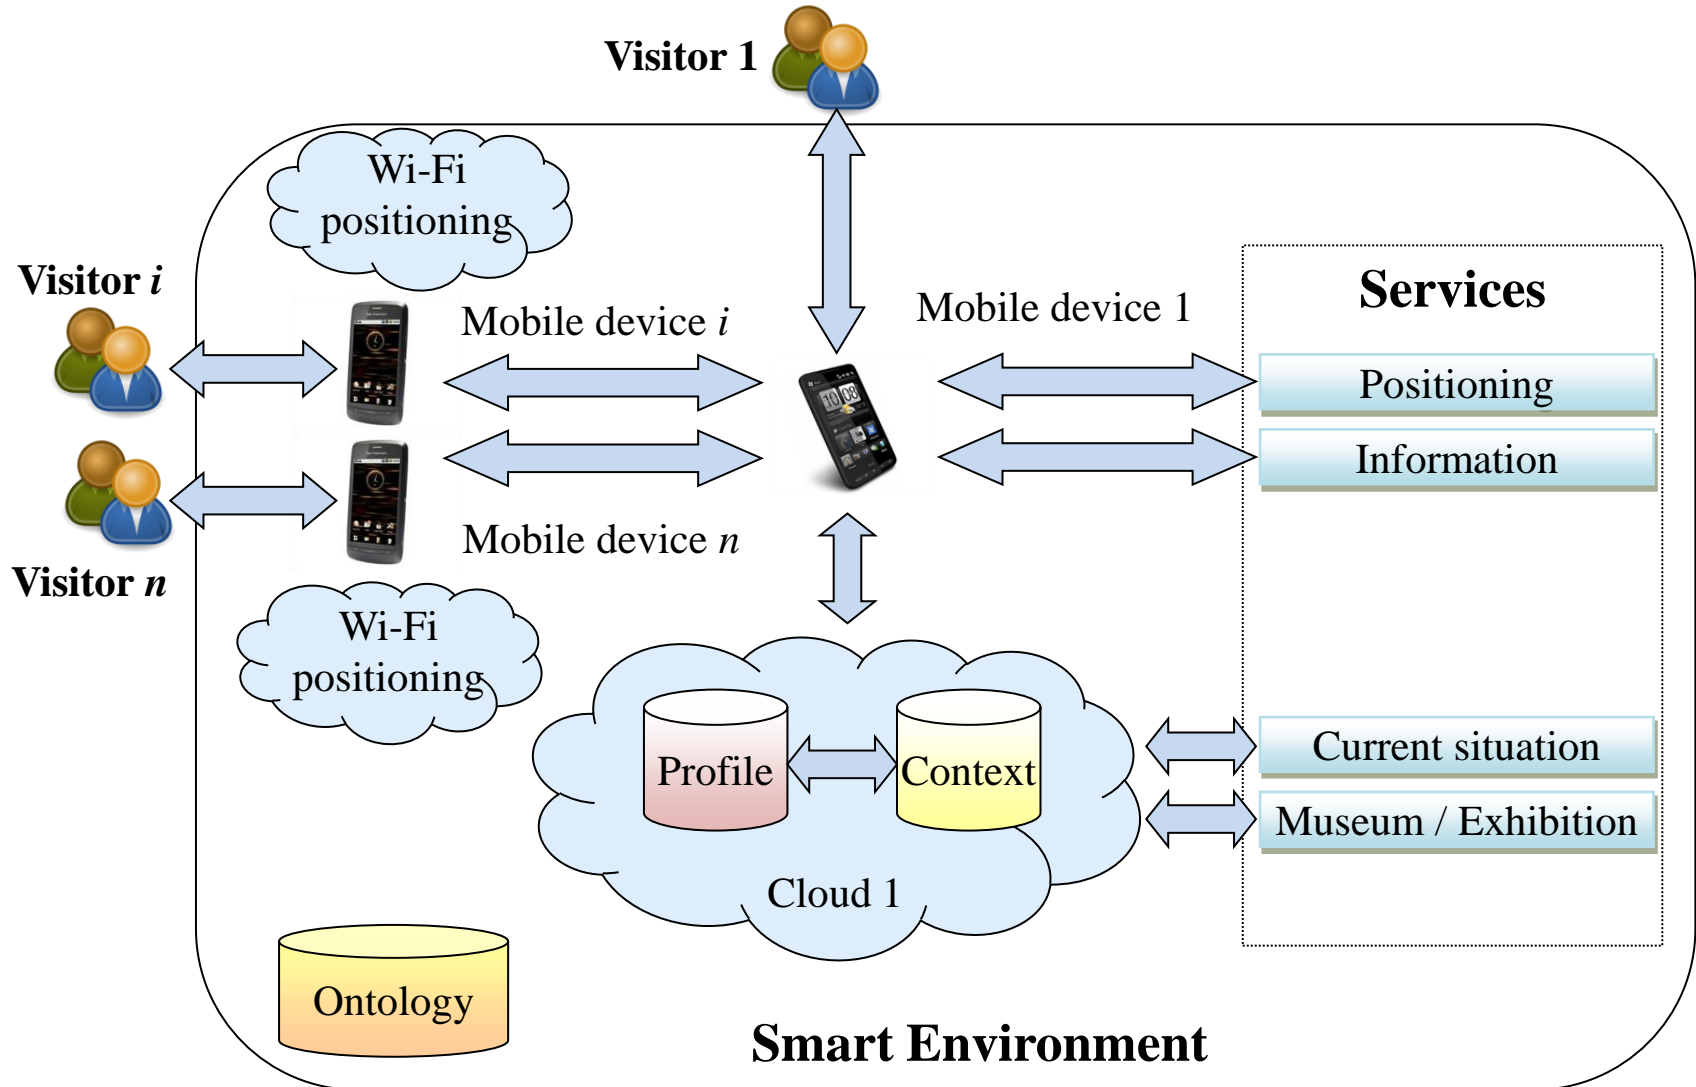 Visitor 1
Wi-Fi
positioning
Visitor i
Services
Mobile device i
Mobile device 1
Positioning
Information
Mobile device n
Visitor n
Wi-Fi
positioning
Profile
Context
Current situation
Museum / Exhibition
Cloud 1
Ontology
Smart Environment